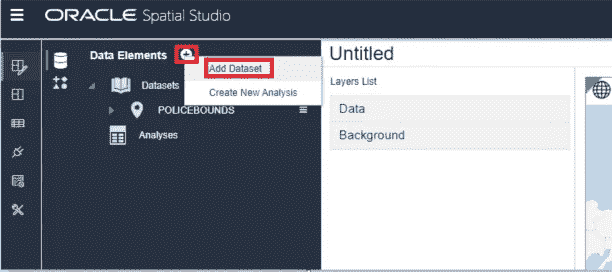 ORACLE Spatial Studio
Data Elements
Add Dataset
Create New Analysis
Datasets
POLICEBOUNDS
Analyses
Untitled
Layers List
Data
Background